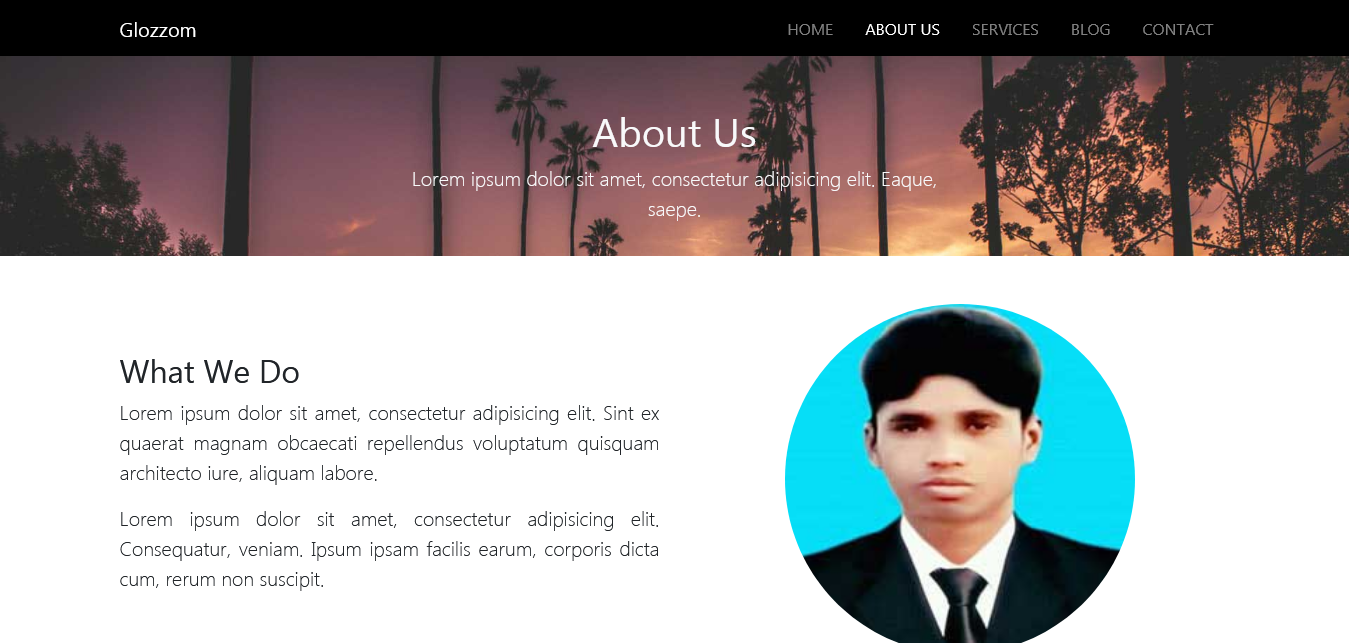 Glozzom
HOME ABOUT US SERVICES BLOG CONTACT
About Us
Lorem ipsum dolor sit amet, consectetur adipisicing elit. Eaque,
saepe.
What We Do
Lorem ipsum dolor sit amet, consectetur adipisicing elit. Sint ex
quaerat magnam obcaecati repellendus voluptatum quisquam
architecto iure, aliquam labore.
Lorem ipsum dolor sit amet, consectetur adipisicing elit.
Consequatur, veniam. Ipsum ipsam facilis earum, corporis dicta
cum, rerum non suscipit.